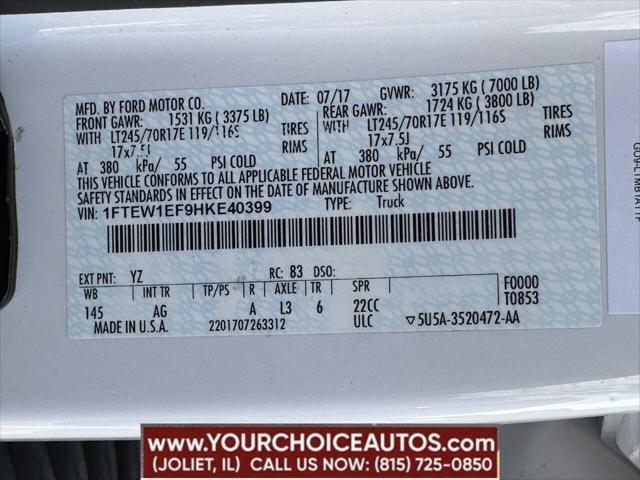 MFD. BY FORD MOTOR CO. DATE: 07/17 GVWR: 3175 KG ( 7000 LB)
FRONT GAWR: 1531 KG ( 3375 LB) REAR GAWR: 1724 KG ( 3800 LB)
WITH LT245/70R17E 119/116S TIRES WITH LT245/70R17E 119/116S TIRES
17x7.5J RIMS 17x7.5J RIMS
AT 380 kPa/ 55 PSI COLD AT 380 kPa/ 55 PSI COLD
THIS VEHICLE CONFORMS TO ALL APPLICABLE FEDERAL MOTOR VEHICLE
SAFETY STANDARDS IN EFFECT ON THE DATE OF MANUFACTURE SHOWN ABOVE.
VIN: 1FTEW1EF9HKE40399 TYPE: Truck
EXT PNT: YZ RC: 83 DSO:
WB INT TR TP/PS R AXLE TR SPR F0000
145 AG A L3 6 22CC T0853
MADE IN U.S.A. 2201707263312 ULC ▽5U5A-3520472-AA
WWW.YOURCHOICEAUTOS.COM
(JOLIET, IL) CALL US NOW: (815) 725-0850